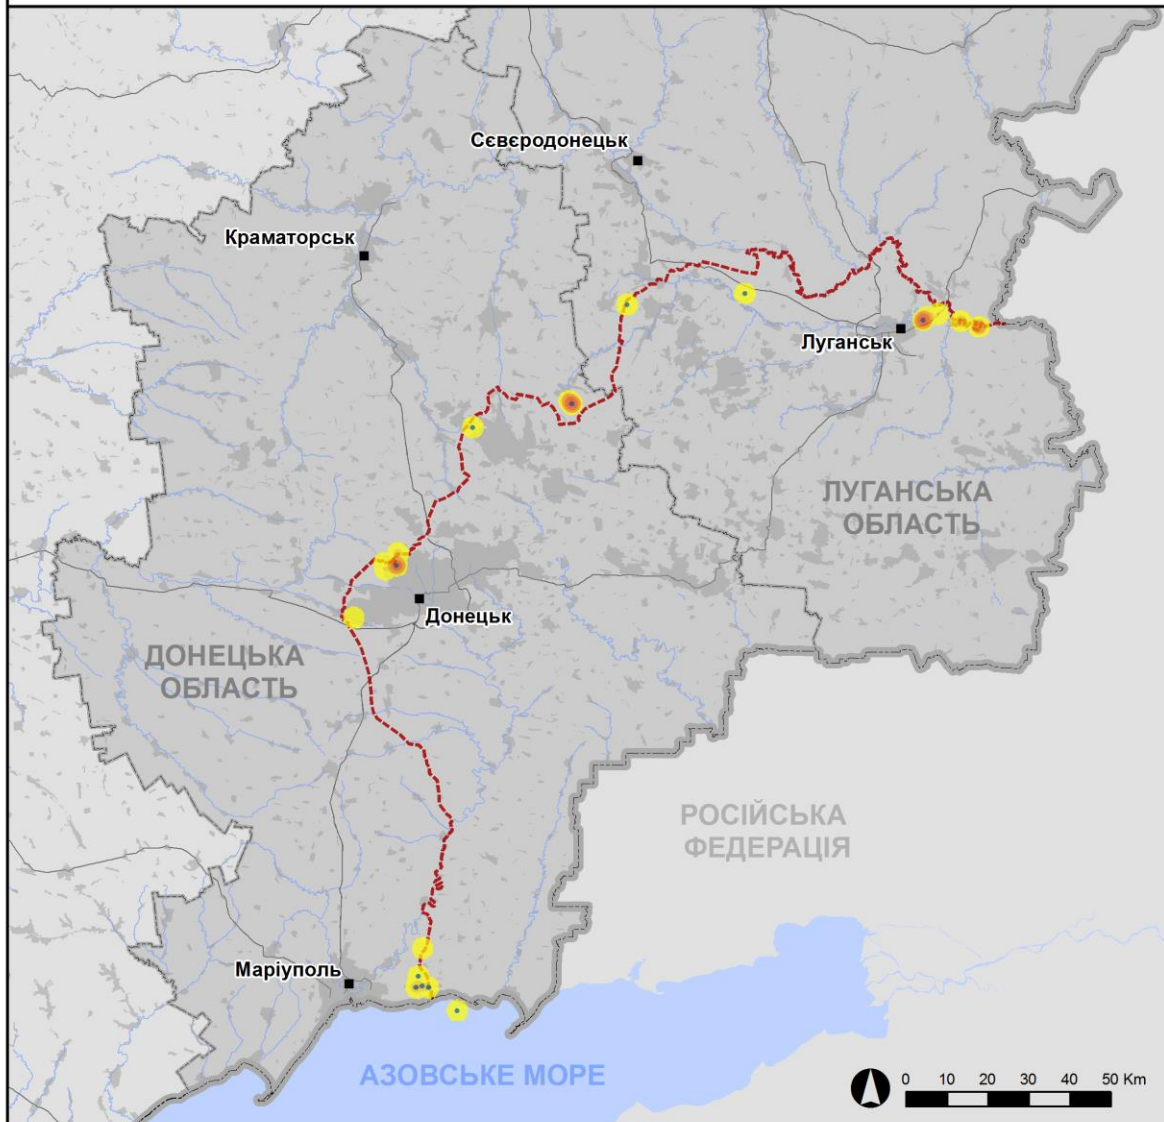 Сєвєродонецьк
Краматорськ
Луганськ
ЛУГАНСЬКА
ОБЛАСТЬ
Донецьк
ДОНЕЦЬКА
ОБЛАСТЬ
РОСІЙСЬКА
ФЕДЕРАЦІЯ
Маріуполь
АЗОВСЬКЕ МОРЕ
0 10 20 30 40 50 Km